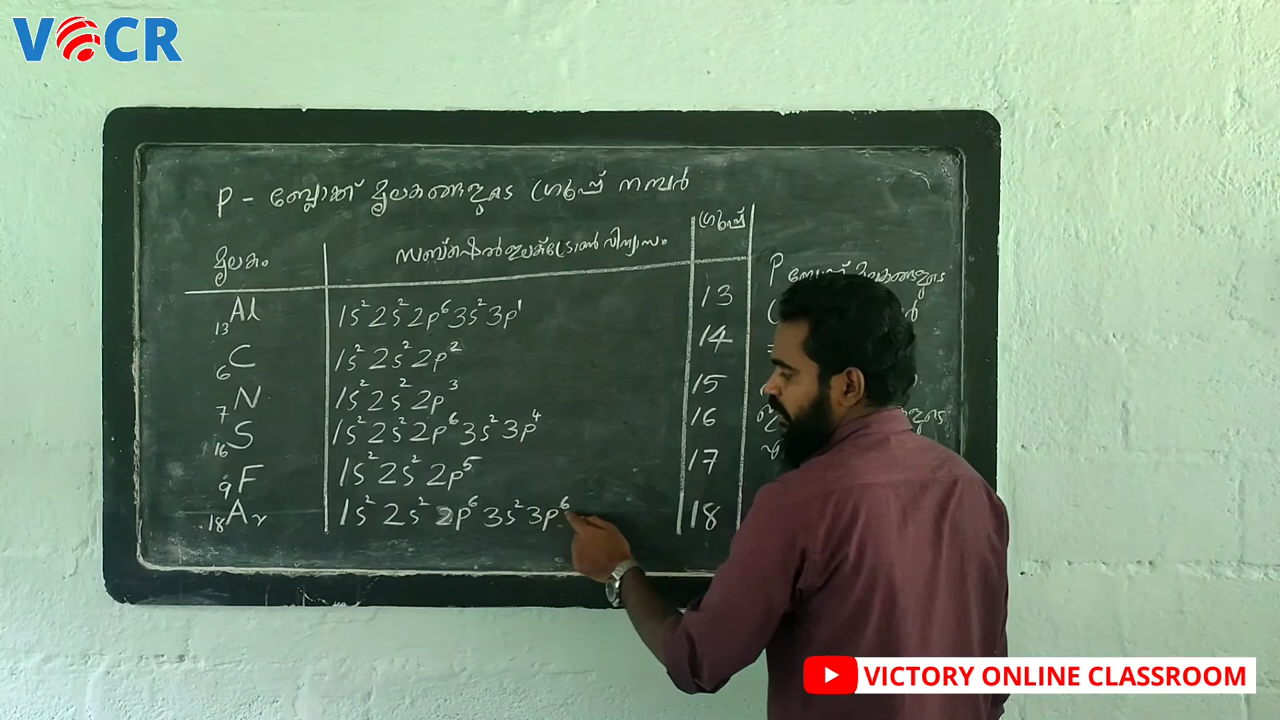 VOCR
P - ബ്ലോക്ക് മൂലകങ്ങളുടെ ഗ്രൂപ്പ് നമ്പർ
മൂലകം സബ്ഷെൽ ഇലക്ട്രോൺ വിന്യാസം ഗ്രൂപ്പ്
₁₃Al 1s² 2s² 2p⁶ 3s² 3p¹ 13
₆C 1s² 2s² 2p² 14
₇N 1s² 2s² 2p³ 15
₁₆S 1s² 2s² 2p⁶ 3s² 3p⁴ 16
₉F 1s² 2s² 2p⁵ 17
₁₈Ar 1s² 2s² 2p⁶ 3s² 3p⁶ 18
P ബ്ലോക്ക് മൂലകങ്ങളുടെ
VICTORY ONLINE CLASSROOM